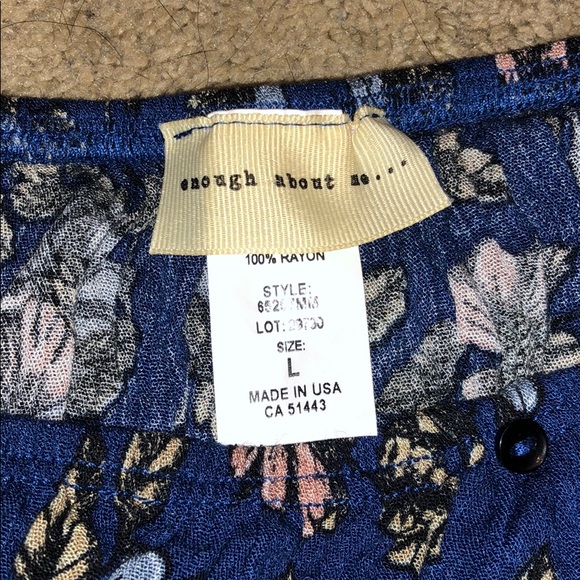 enough about me...
100% RAYON
STYLE:
LOT:
SIZE:
L
MADE IN USA
CA 51443